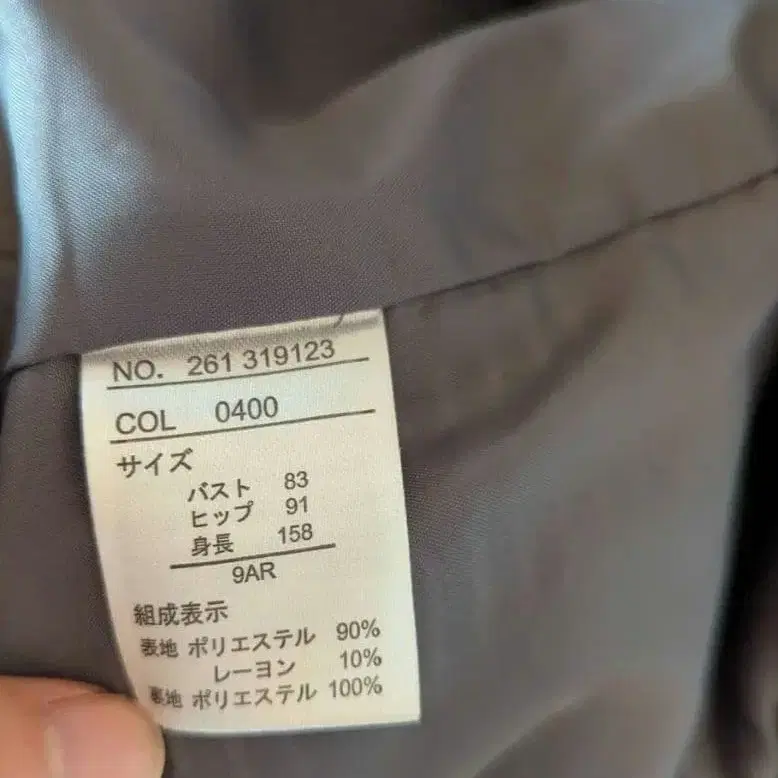 NO. 261 319123
COL 0400
サイズ
バスト 83
ヒップ 91
身長 158
9AR
組成表示
表地 ポリエステル 90%
レーヨン 10%
裏地 ポリエステル 100%